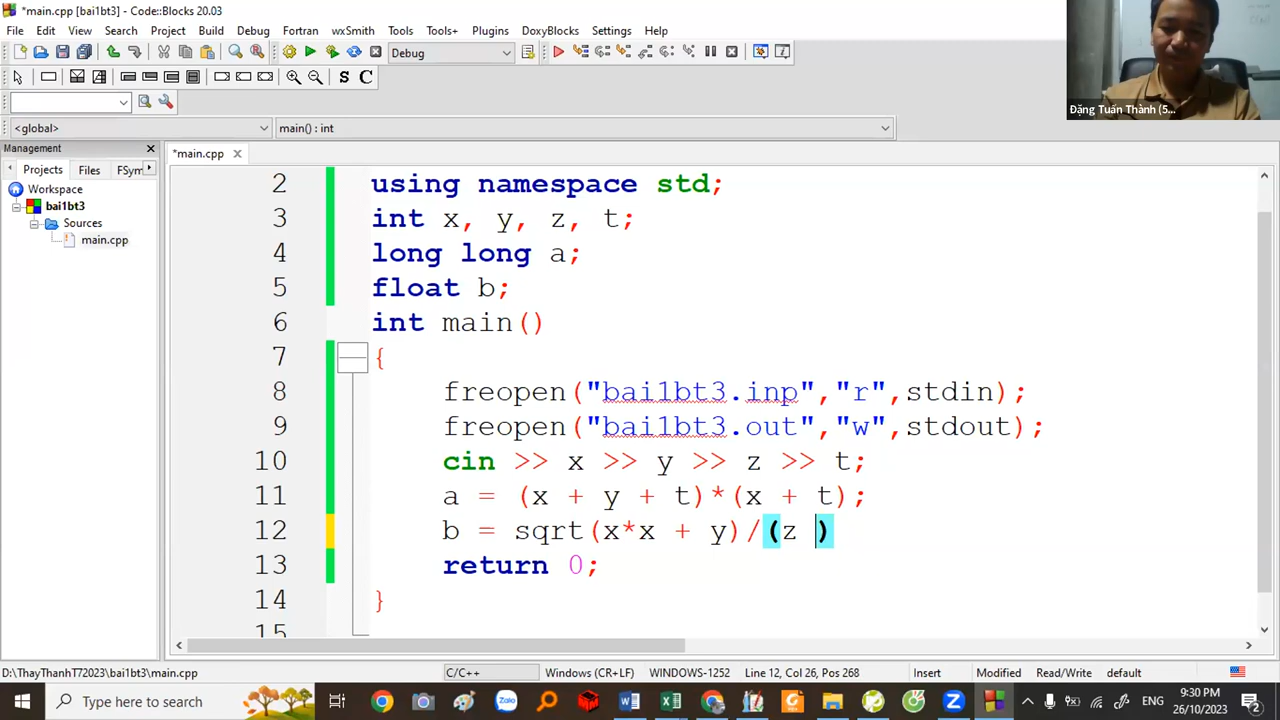 *main.cpp [bai1bt3] - Code::Blocks 20.03
File Edit View Search Project Build Debug Fortran wxSmith Tools Tools+ Plugins DoxyBlocks Settings Help
Debug
S C
<global> main() : int
Management
Projects Files FSym
Workspace
bai1bt3
Sources
main.cpp
*main.cpp
2 using namespace std;
3 int x, y, z, t;
4 long long a;
5 float b;
6 int main()
7 {
8 freopen("bai1bt3.inp","r",stdin);
9 freopen("bai1bt3.out","w",stdout);
10 cin >> x >> y >> z >> t;
11 a = (x + y + t)*(x + t);
12 b = sqrt(x*x + y)/(z )
13 return 0;
14 }
15
Đặng Tuấn Thành (5...
D:\ThayThanhT72023\bai1bt3\main.cpp C/C++ Windows (CR+LF) WINDOWS-1252 Line 12, Col 26, Pos 268 Insert Modified Read/Write default
Type here to search
Zalo
ENG
9:30 PM
26/10/2023
2